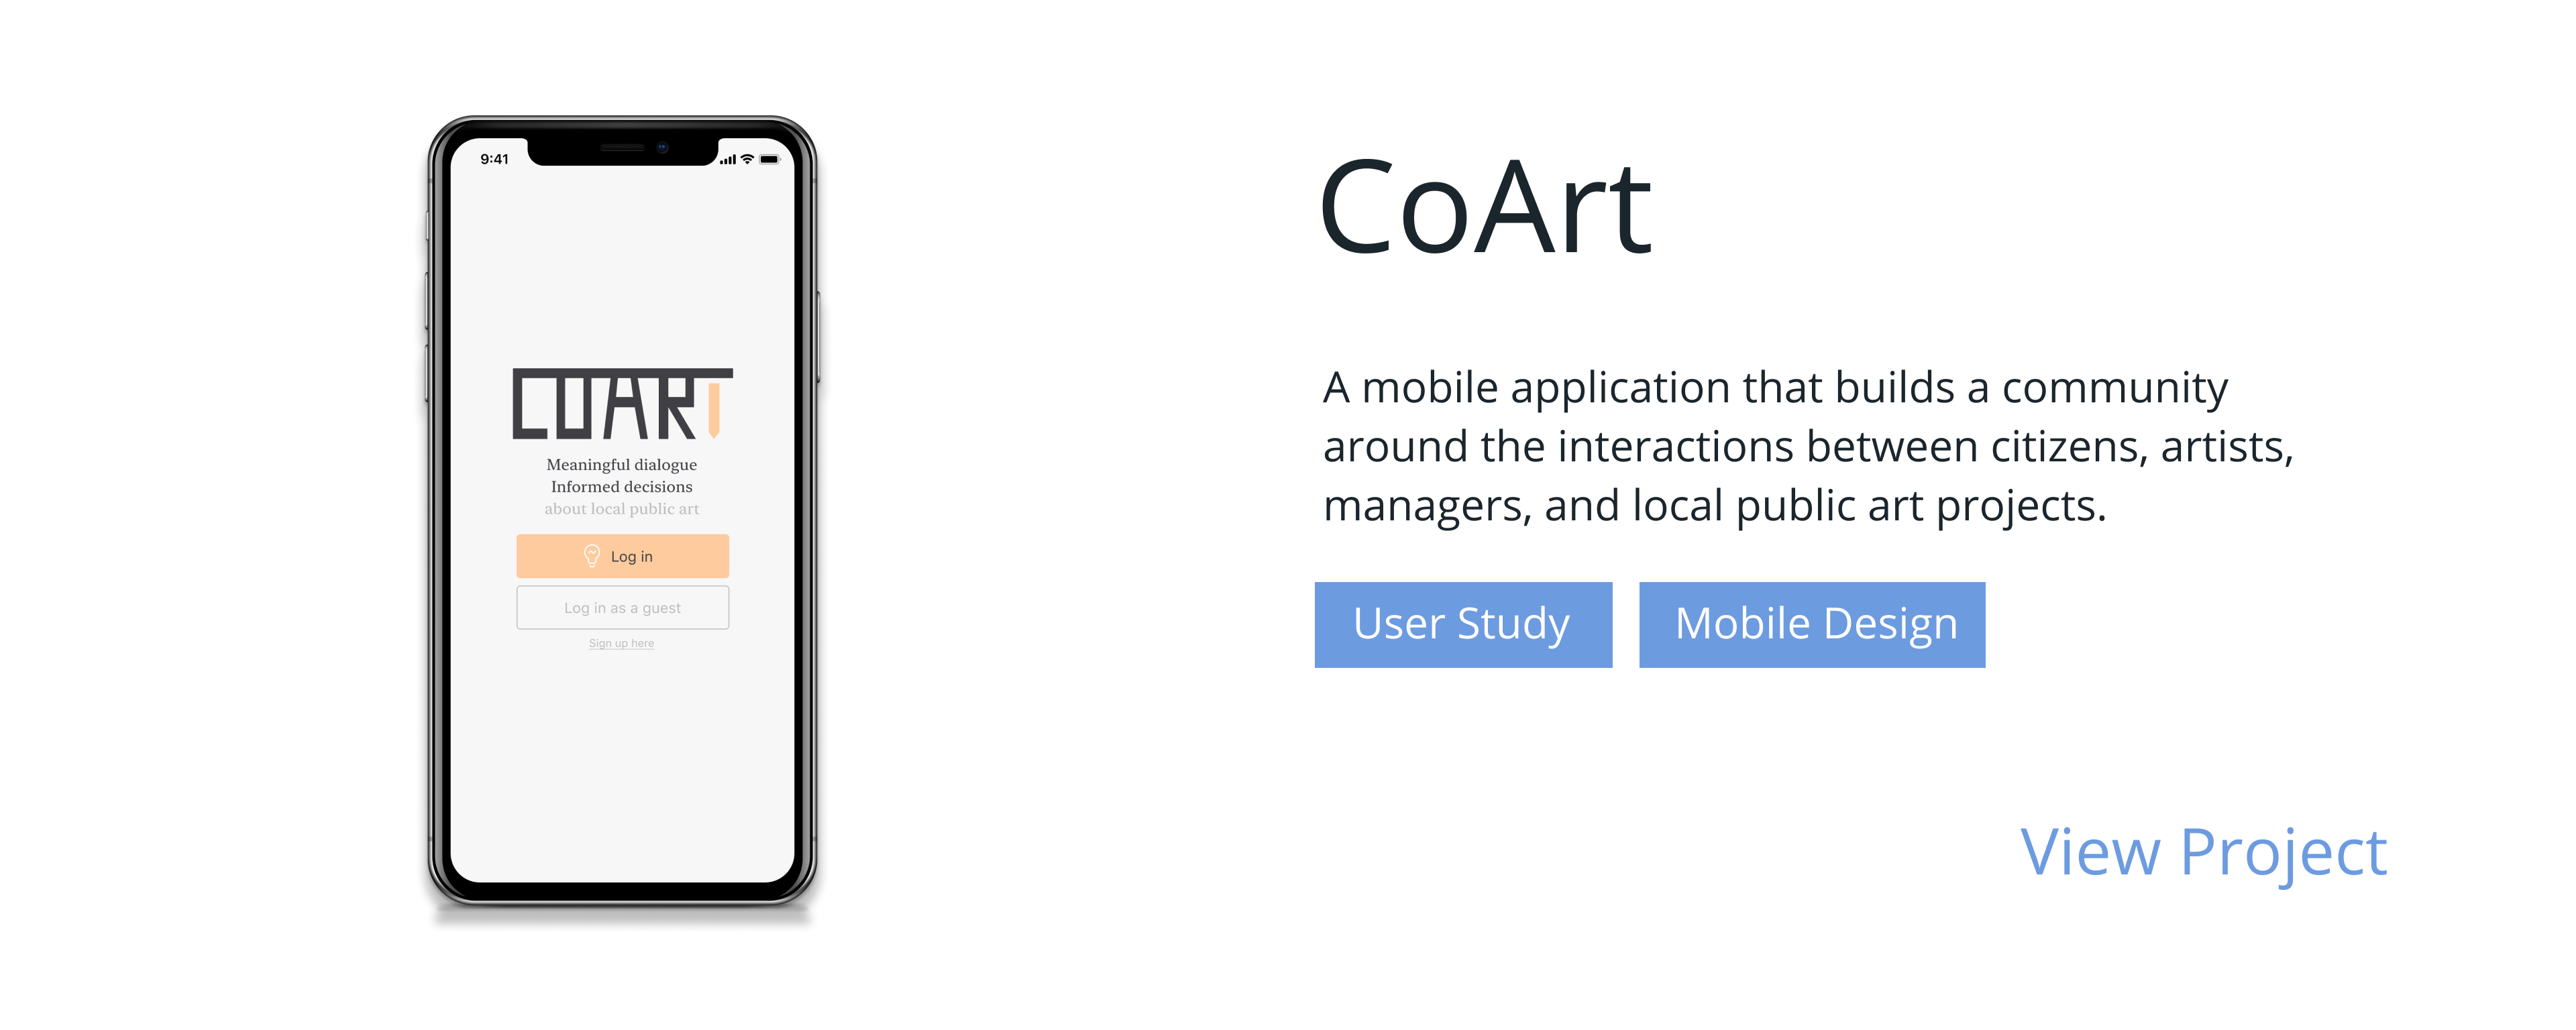 9:41
COART
Meaningful dialogue
Informed decisions
about local public art
Log in
Log in as a guest
Sign up here
CoArt
A mobile application that builds a community
around the interactions between citizens, artists,
managers, and local public art projects.
User Study
Mobile Design
View Project